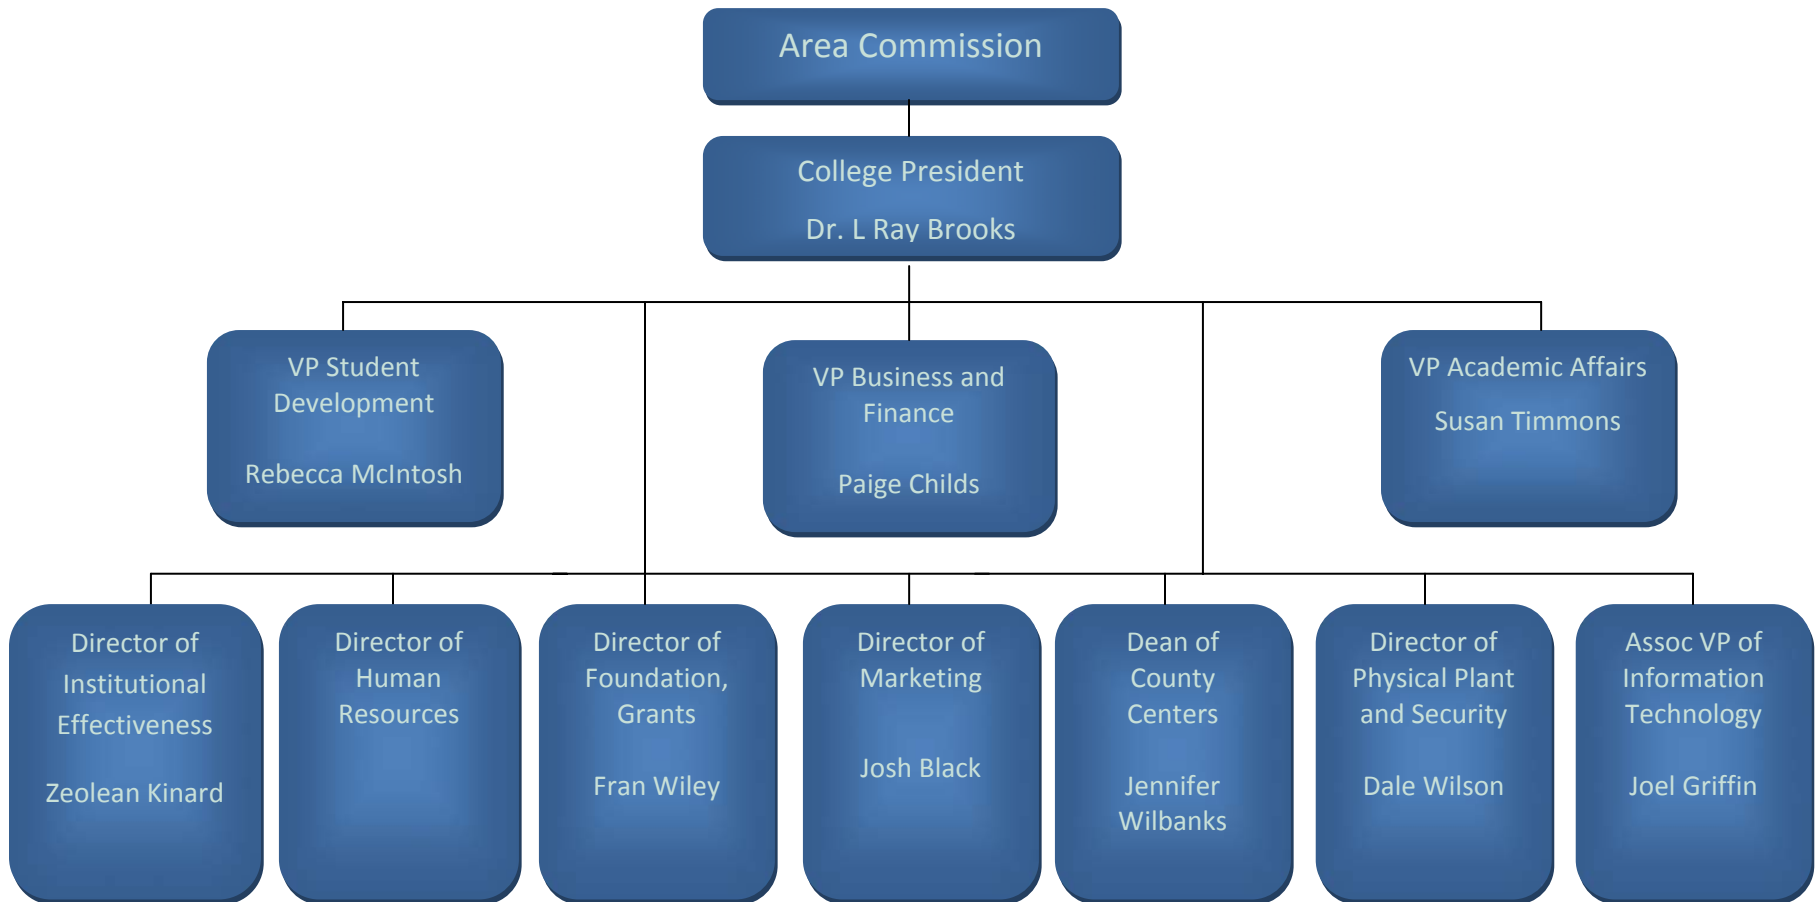 Area Commission
College President
Dr. L Ray Brooks
VP Student
Development
Rebecca McIntosh
VP Business and
Finance
Paige Childs
VP Academic Affairs
Susan Timmons
Director of
Institutional
Effectiveness
Zeolean Kinard
Director of
Human
Resources
Director of
Foundation,
Grants
Fran Wiley
Director of
Marketing
Josh Black
Dean of
County
Centers
Jennifer
Wilbanks
Director of
Physical Plant
and Security
Dale Wilson
Assoc VP of
Information
Technology
Joel Griffin